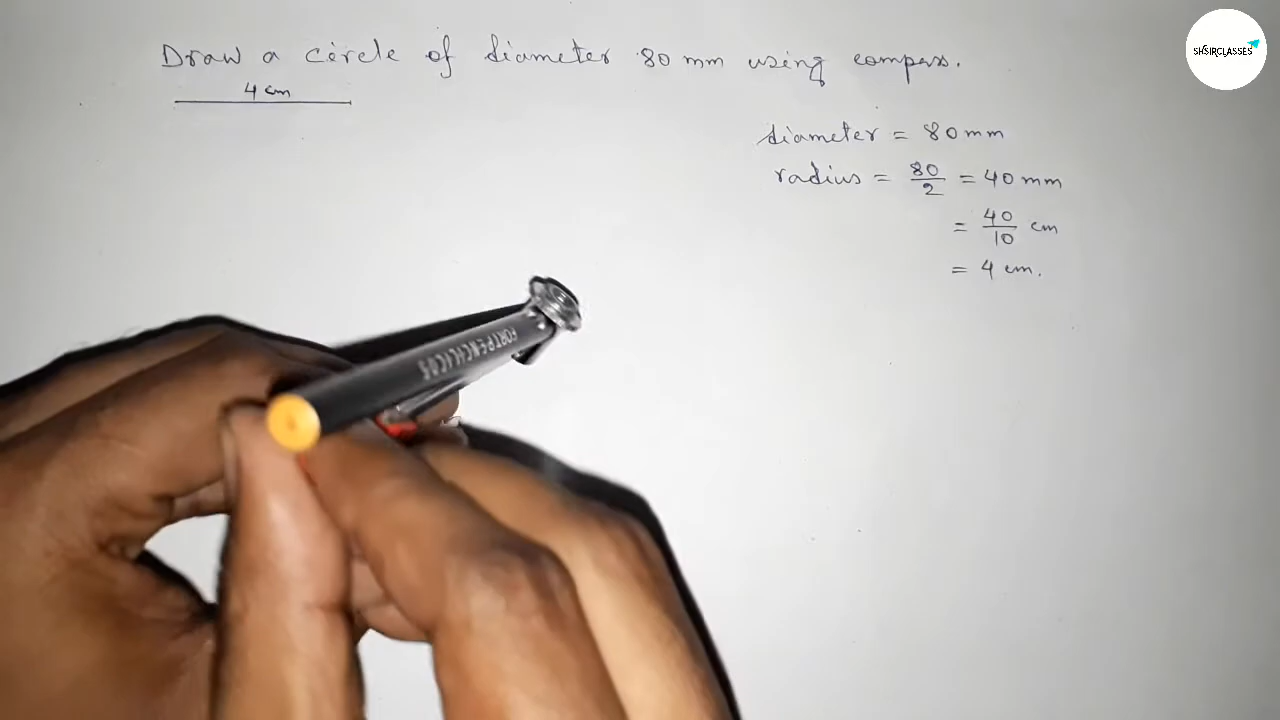 Draw a circle of diameter 80 mm using compass.
4 cm
SHSIRCLASSES
diameter = 80 mm
radius = 80/2 = 40 mm
= 40/10 cm
= 4 cm.